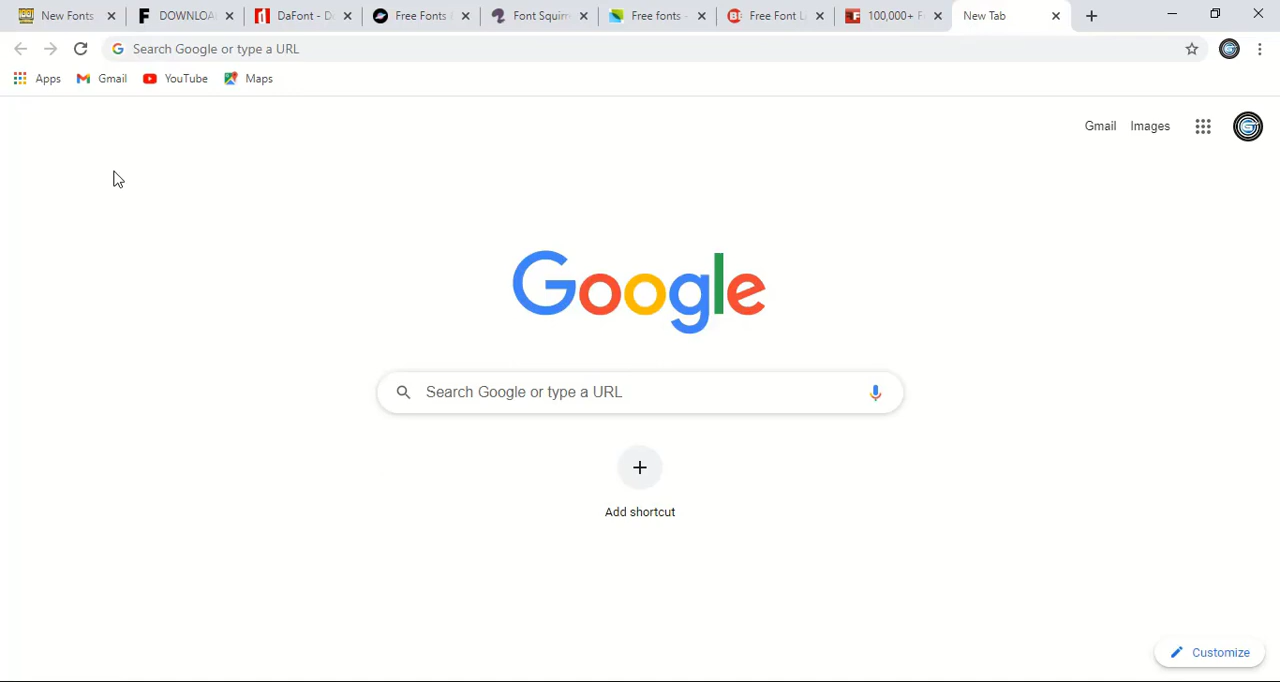 New Fonts
DOWNLOA
DaFont - D
Free Fonts
Font Squirr
Free fonts -
Free Font L
100,000+ F
New Tab
Search Google or type a URL
Apps
Gmail
YouTube
Maps
Gmail
Images
Google
Search Google or type a URL
Add shortcut
Customize